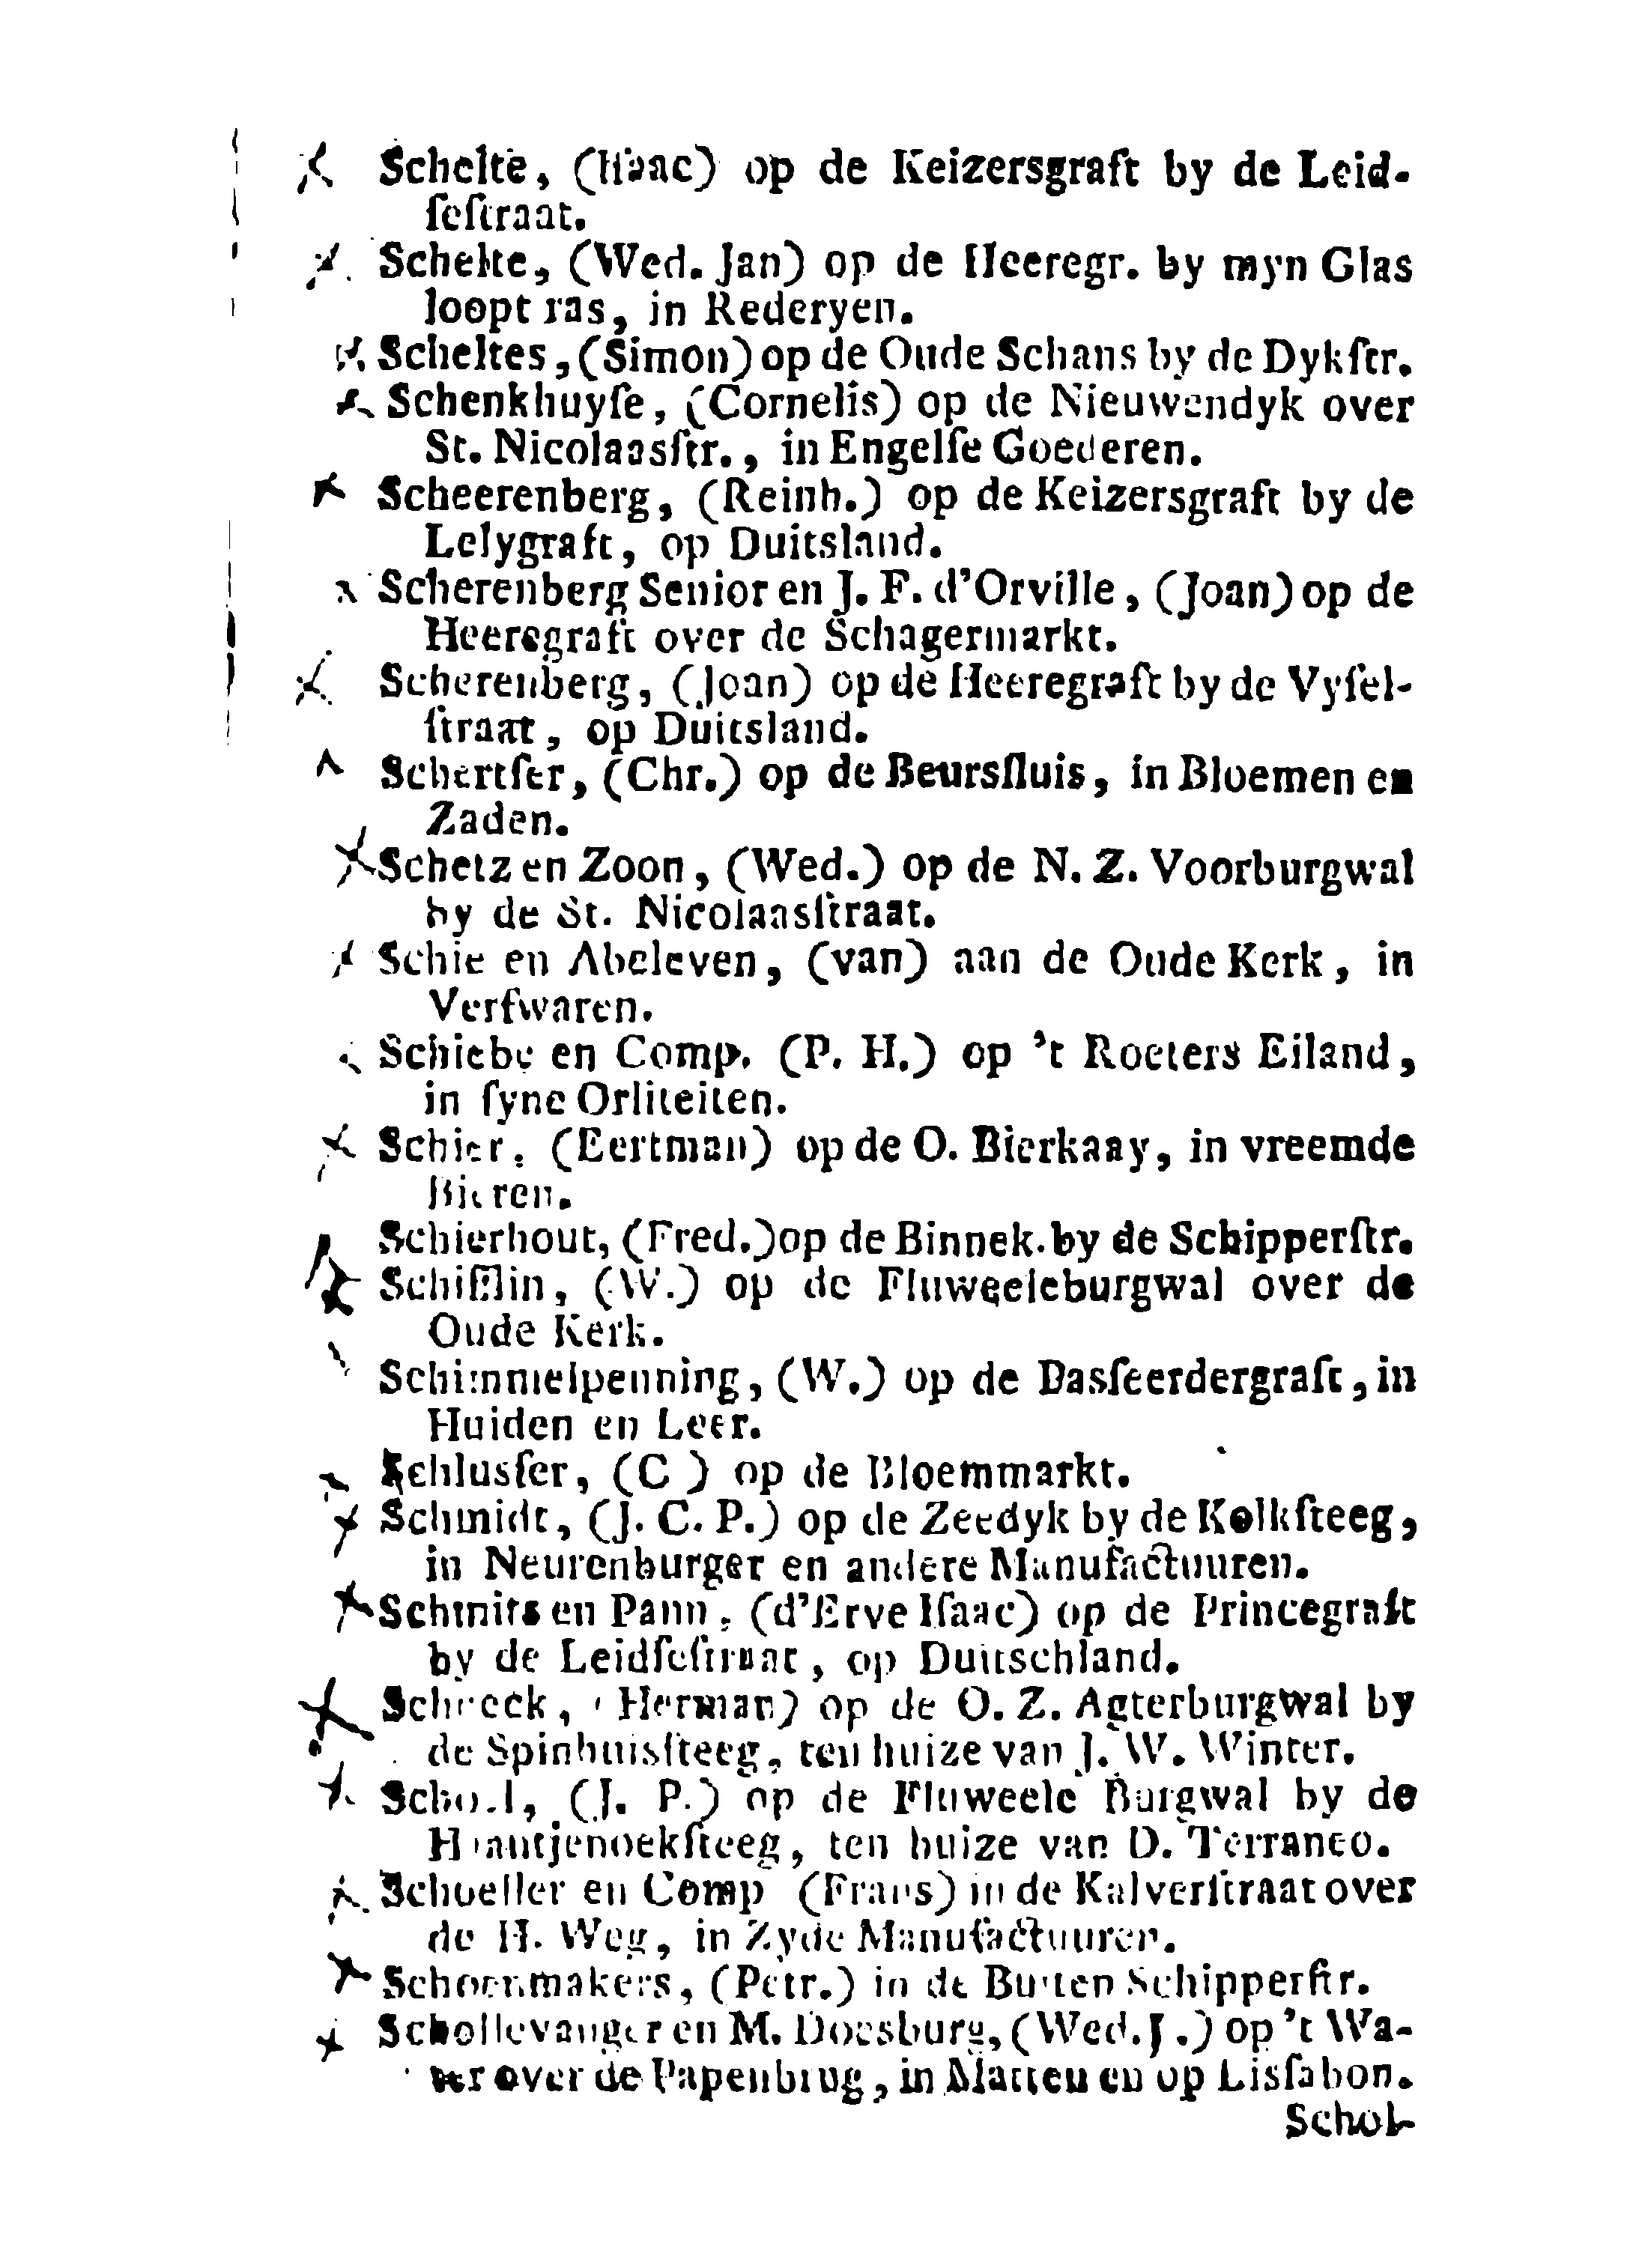 Schelte, (Isaac) op de Keizersgraft by de Leid-
ſeſtraat.
Schelte, (Wed. Jan) op de Heeregr. by myn Glas
loopt ras, in Rederyen.
Scheltes, (Simon) op de Oude Schans by de Dykſtr.
Schenkhuyſe, (Cornelis) op de Nieuwendyk over
St. Nicolaasſtr., in Engelſe Goederen.
Scheerenberg, (Reinh.) op de Keizersgraft by de
Lelygraft, op Duitsland.
Scherenberg Senior en J. F. d'Orville, (Joan) op de
Heeregraft over de Schagermarkt.
Scherenberg, (Joan) op de Heeregraft by de Vyſel-
ſtraat, op Duitsland.
Schertſer, (Chr.) op de Beursſluis, in Bloemen en
Zaden.
Schetz en Zoon, (Wed.) op de N. Z. Voorburgwal
by de St. Nicolaasſtraat.
Schie en Abeleven, (van) aan de Oude Kerk, in
Verfwaren.
Schiebe en Comp. (P. H.) op 't Roeters Eiland,
in ſyne Orliteiten.
Schier, (Eertman) op de O. Bierkaay, in vreemde
Bieren.
Schierhout, (Fred.) op de Binnek. by de Schipperſtr.
Schifflin, (W.) op de Fluweeleburgwal over de
Oude Kerk.
Schimmelpenning, (W.) op de Basſeerdergraft, in
Huiden en Leer.
Schlusſer, (C ) op de Bloemmarkt.
Schmidt, (J. C. P.) op de Zeedyk by de Kolkſteeg,
in Neurenburger en andere Manufactuuren.
Schmits en Pann, (d'Erve Iſaac) op de Princegraft
by de Leidſeſtraat, op Duitschland.
(Herman) op de O. Z. Agterburgwal by
de Spinhuisſteeg, ten huize van J. W. Winter.
(J. P.) op de Fluweele Burgwal by de
ten huize van D. Terraneo.
Schoeller en Comp (Frans) in de Kalverſtraat over
de H. Weg, in Zyde Manufactuuren.
Schoenmakers, (Petr.) in de Buiten Schipperſtr.
Schollevanger en M. Doesburg, (Wed. J.) op 't Wa-
ter over de Papenbrug, in Matten en op Lisſabon.
Schol-